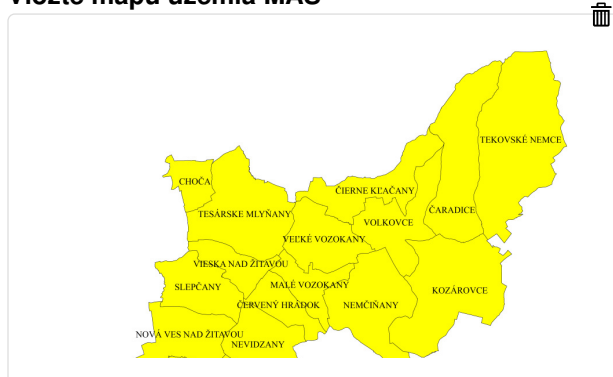 Vložte mapu územia MAS
TEKOVSKÉ NEMCE
CHOČA
ČIERNE KĽAČANY
TESÁRSKE MLYŇANY
ČARADICE
VOLKOVCE
VEĽKÉ VOZOKANY
VIESKA NAD ŽITAVOU
SLEPČANY
MALÉ VOZOKANY
KOZÁROVCE
ČERVENÝ HRÁDOK
NEMČIŇANY
NOVÁ VES NAD ŽITAVOU
NEVIDZANY